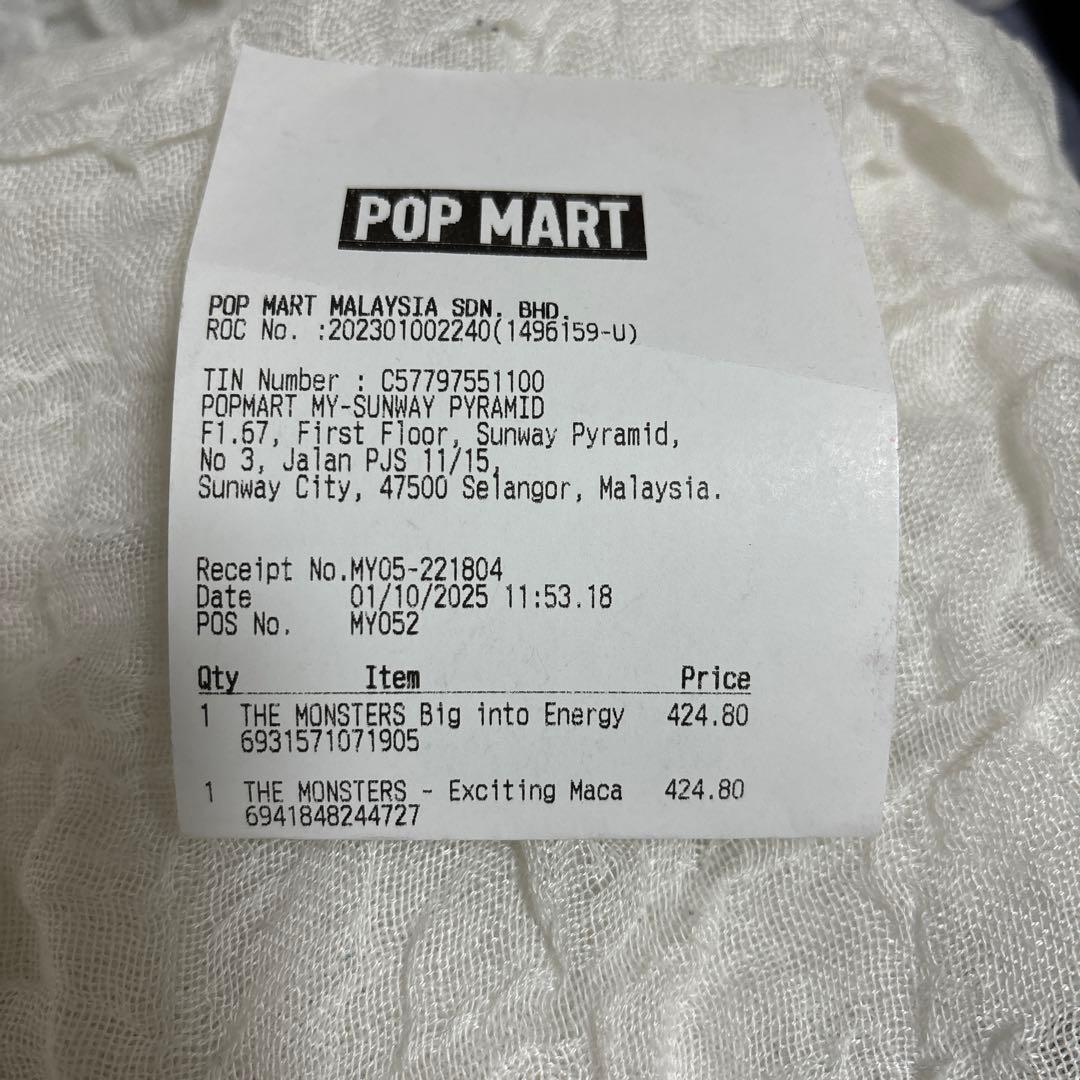 POP MART
POP MART MALAYSIA SDN. BHD.
ROC No. :202301002240(1496159-U)
TIN Number : C57797551100
POPMART MY-SUNWAY PYRAMID
F1.67, First Floor, Sunway Pyramid,
No 3, Jalan PJS 11/15,
Sunway City, 47500 Selangor, Malaysia.
Receipt No.MY05-221804
Date 01/10/2025 11:53.18
POS No. MY052
Qty Item Price
1 THE MONSTERS Big into Energy 424.80
6931571071905
1 THE MONSTERS - Exciting Maca 424.80
6941848244727